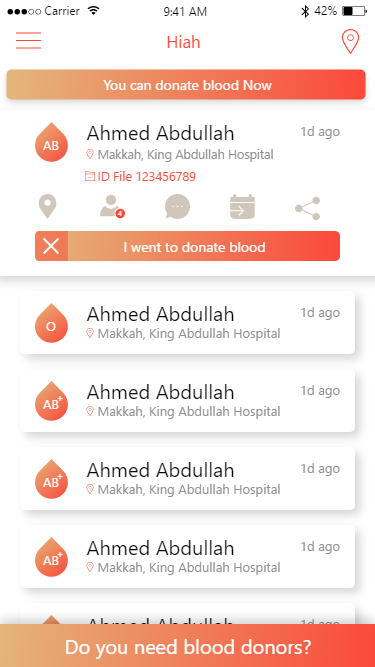 Carrier 9:41 AM 42%
Hiah
You can donate blood Now
AB Ahmed Abdullah 1d ago
Makkah, King Abdullah Hospital
ID File 123456789
4
I went to donate blood
O Ahmed Abdullah 1d ago
Makkah, King Abdullah Hospital
AB+ Ahmed Abdullah 1d ago
Makkah, King Abdullah Hospital
AB+ Ahmed Abdullah 1d ago
Makkah, King Abdullah Hospital
AB+ Ahmed Abdullah 1d ago
Makkah, King Abdullah Hospital
Do you need blood donors?